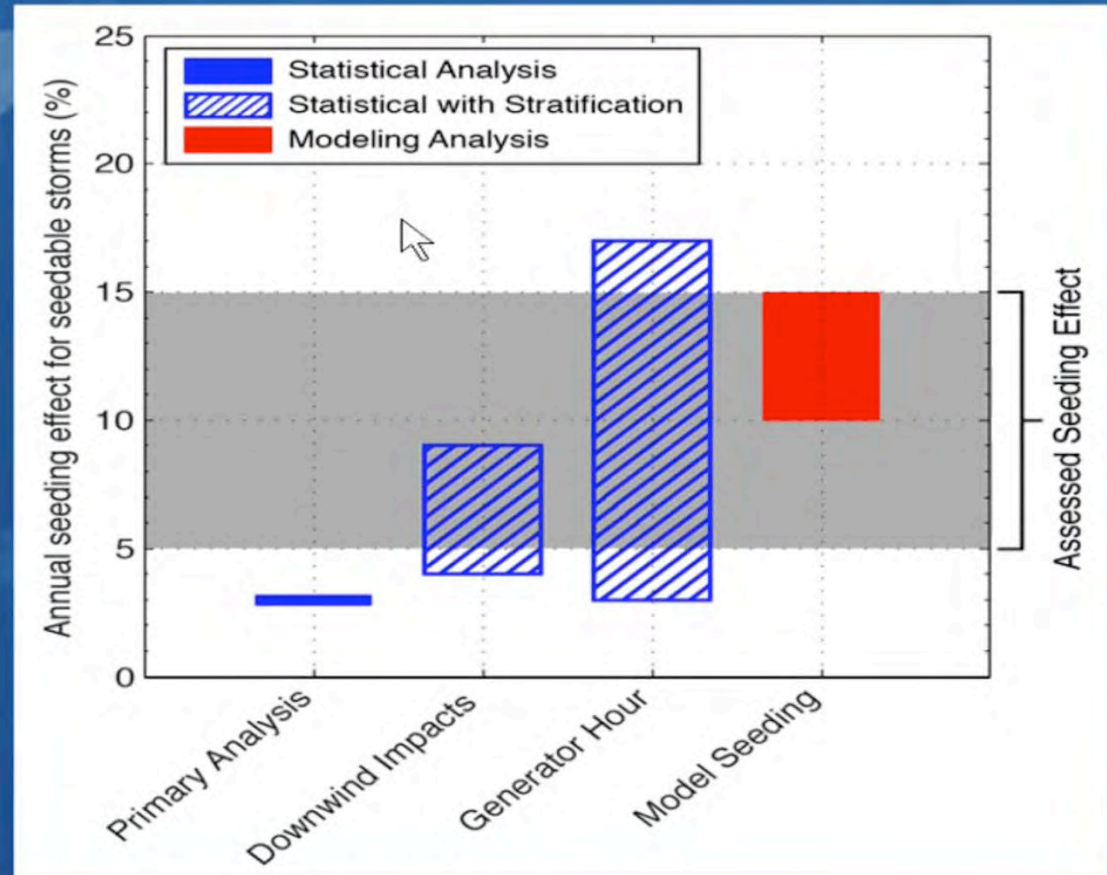 Annual seeding effect for seedable storms (%)
25
20
15
10
5
0
Statistical Analysis
Statistical with Stratification
Modeling Analysis
Primary Analysis
Downwind Impacts
Generator Hour
Model Seeding
Assessed Seeding Effect